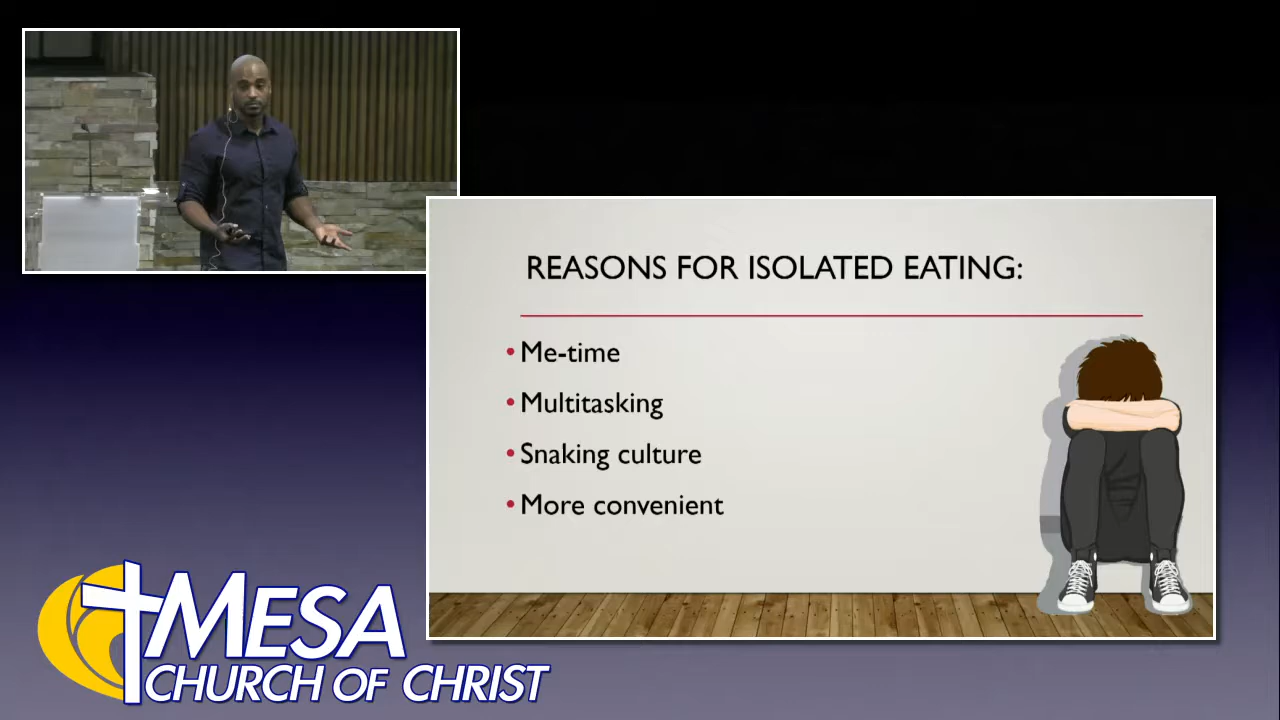 REASONS FOR ISOLATED EATING:
• Me-time
• Multitasking
• Snaking culture
• More convenient
MESA
CHURCH OF CHRIST